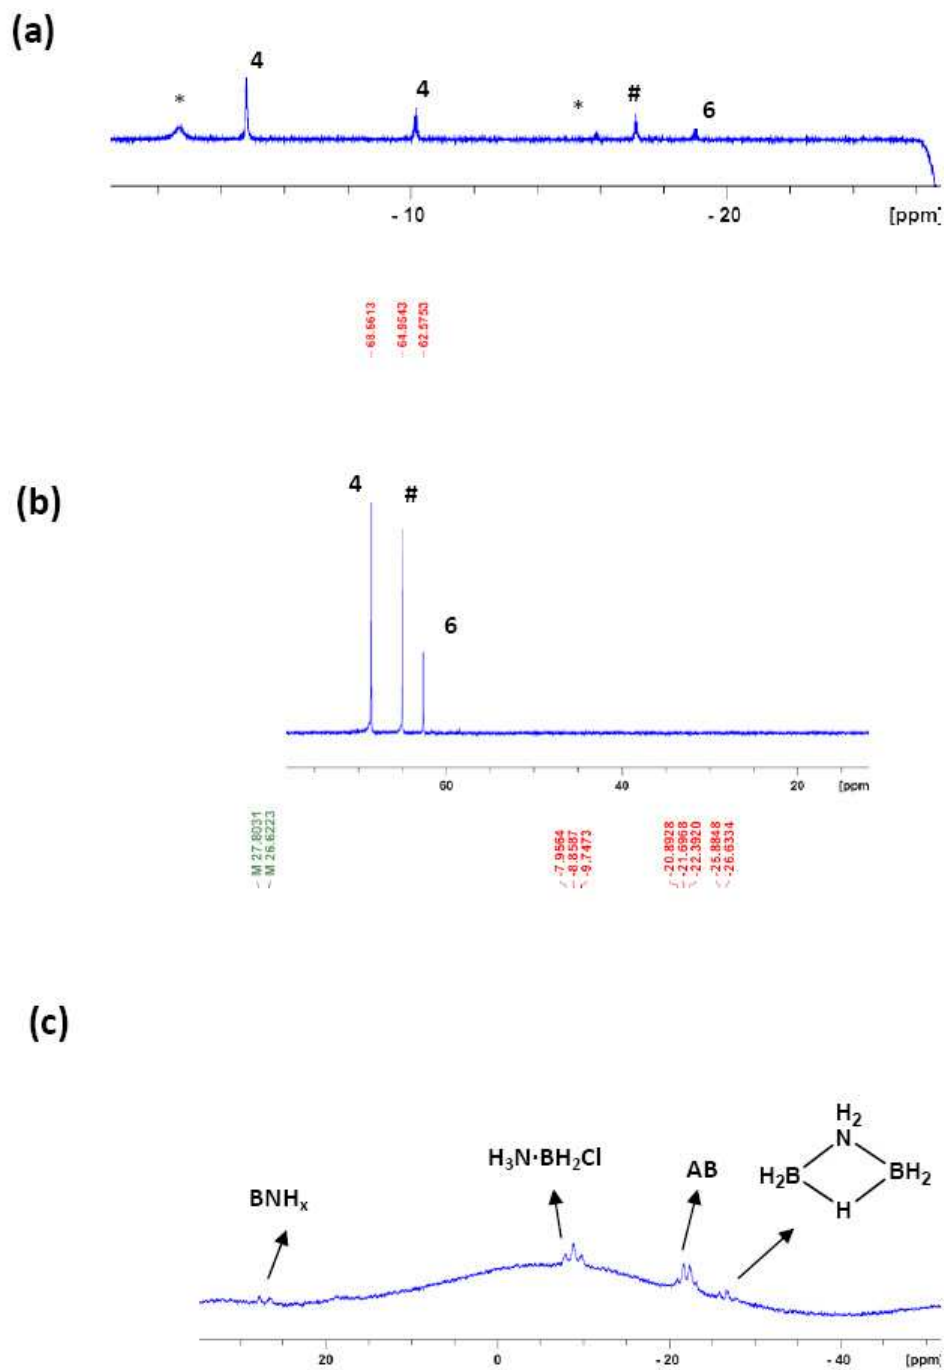 (a)
4
4
*
*
#
6
- 10
- 20
[ppm]
68.5613
64.9543
62.5753
(b)
4
#
6
60
40
20
[ppm
M 27.8031
M 26.6223
-7.9564
-8.8587
-9.7473
-20.8928
-21.6968
-22.3920
-25.8848
-26.6334
(c)
H₂
N
H₃N·BH₂Cl
AB
H₂B
BH₂
H
BNHₓ
20
0
- 20
- 40
[ppm]